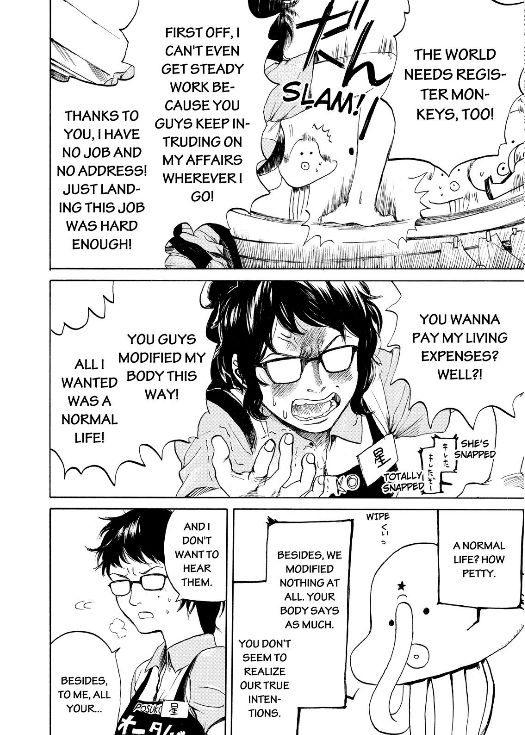 THE WORLD
NEEDS REGIS-
TER MON-
KEYS, TOO!
SLAM!
FIRST OFF, I
CAN'T EVEN
GET STEADY
WORK BE-
CAUSE YOU
GUYS KEEP IN-
TRUDING ON
MY AFFAIRS
WHEREVER I
GO!
THANKS TO
YOU, I HAVE
NO JOB AND
NO ADDRESS!
JUST LAND-
ING THIS JOB
WAS HARD
ENOUGH!
YOU WANNA
PAY MY LIVING
EXPENSES?
WELL?!
SHE'S
SNAPPED
TOTALLY
SNAPPED
星
YOU GUYS
MODIFIED MY
BODY THIS
WAY!
ALL I
WANTED
WAS A
NORMAL
LIFE!
A NORMAL
LIFE? HOW
PETTY.
WIPE
BESIDES, WE
MODIFIED
NOTHING AT
ALL. YOUR
BODY SAYS
AS MUCH.
YOU DON'T
SEEM TO
REALIZE
OUR TRUE
INTEN-
TIONS.
AND I
DON'T
WANT TO
HEAR
THEM.
BESIDES,
TO ME, ALL
YOUR...
星